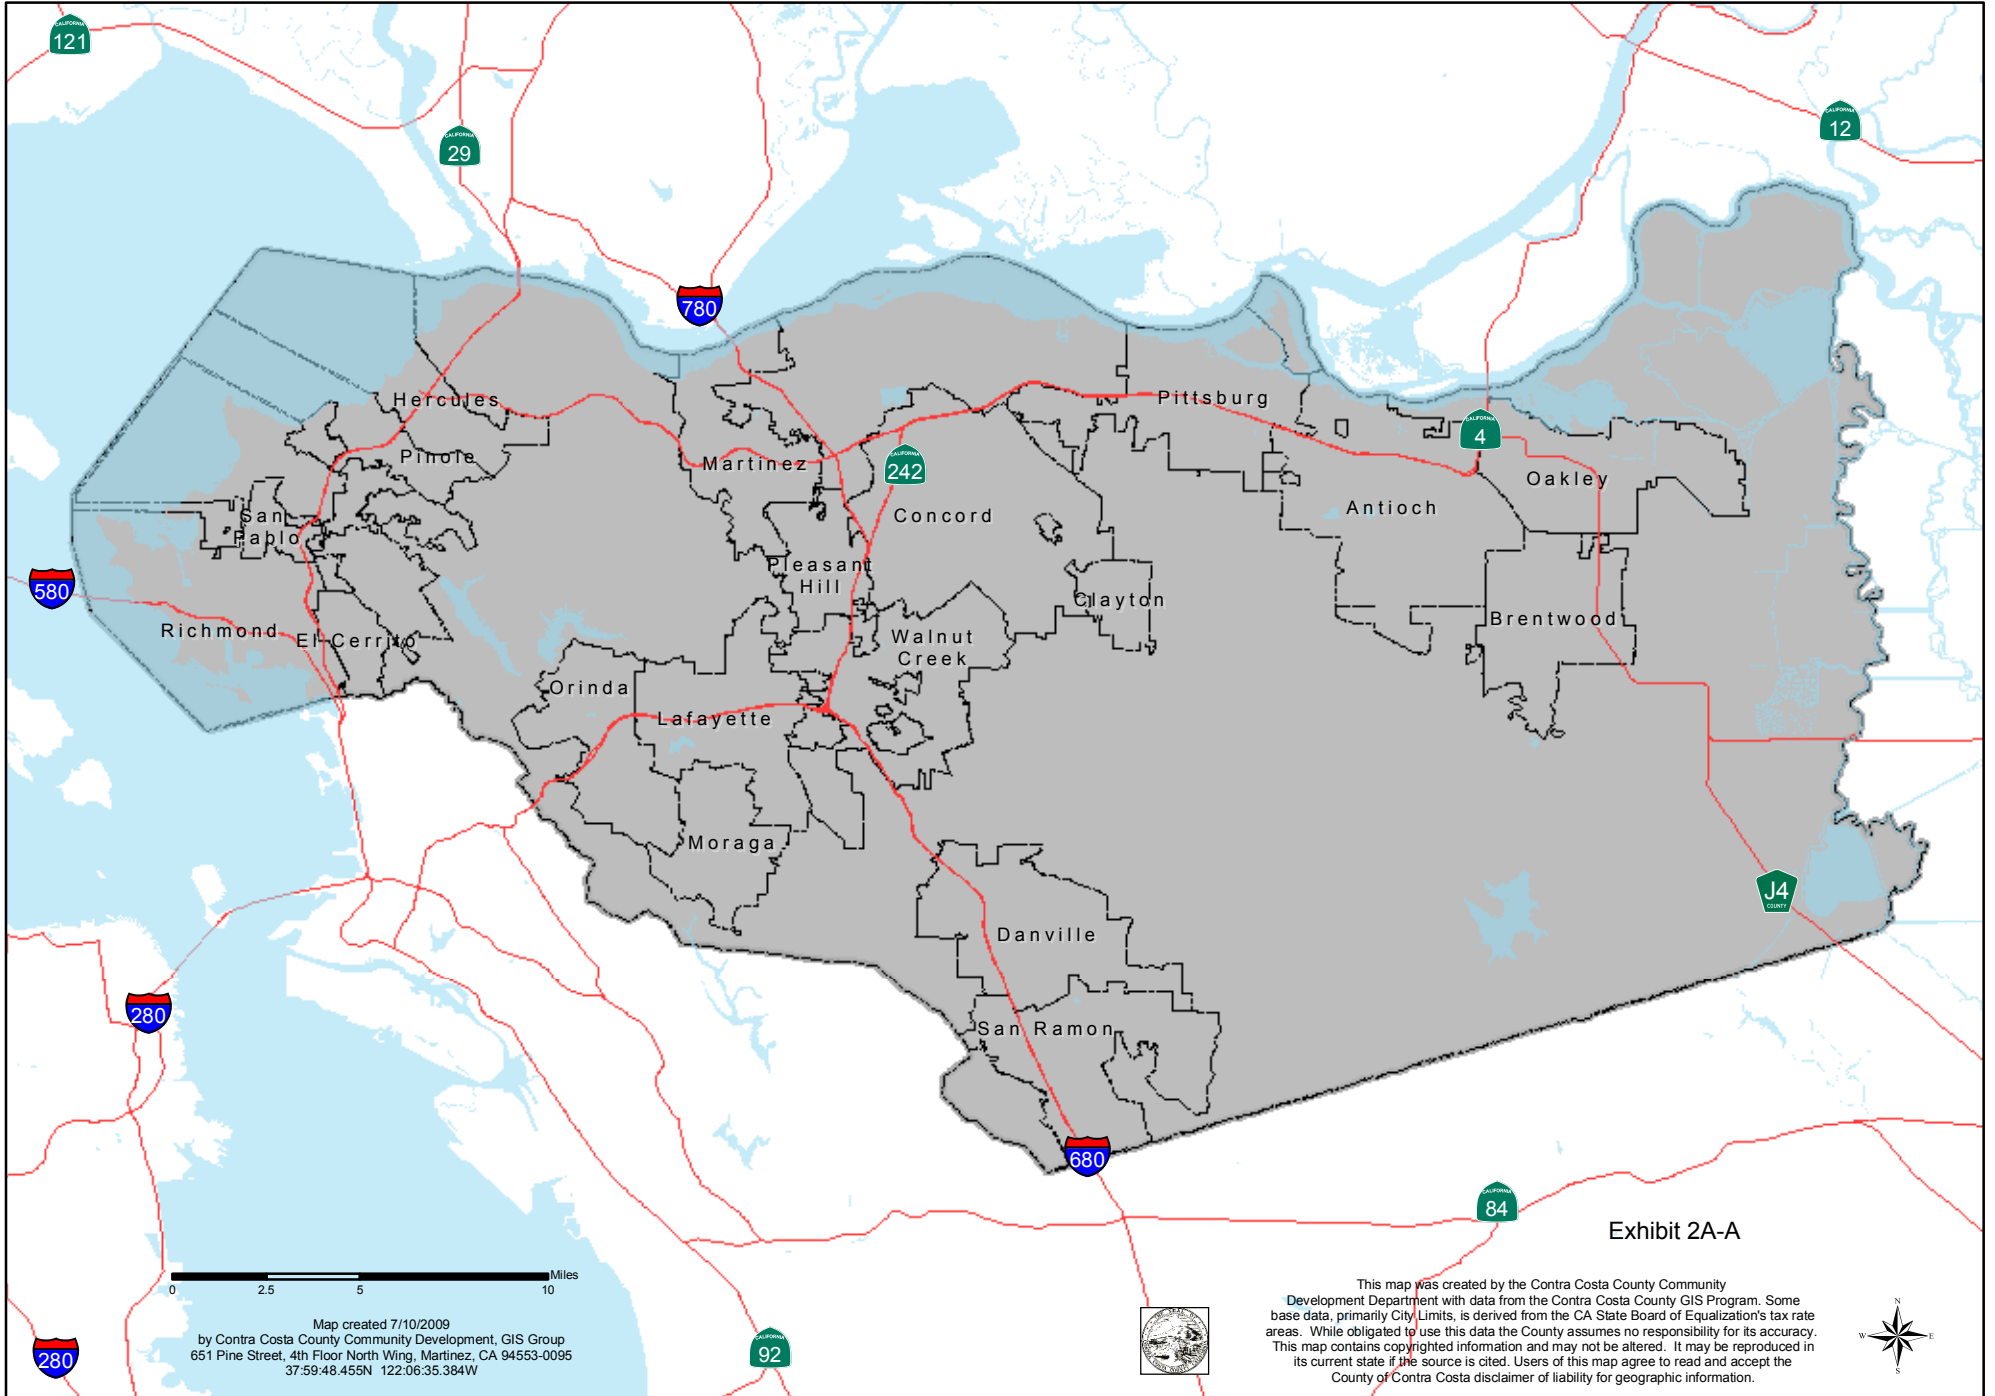 CALIFORNIA
121
CALIFORNIA
29
CALIFORNIA
12
780
Hercules
Pittsburg
CALIFORNIA
4
Pinole
Martinez
CALIFORNIA
242
Oakley
San
Pablo
Concord
Antioch
580
Pleasant
Hill
Clayton
Richmond
El Cerrito
Walnut
Creek
Brentwood
Orinda
Lafayette
Moraga
J4
COUNTY
Danville
280
San Ramon
680
CALIFORNIA
84
Exhibit 2A-A
Miles
0 2.5 5 10
Map created 7/10/2009
by Contra Costa County Community Development, GIS Group
651 Pine Street, 4th Floor North Wing, Martinez, CA 94553-0095
37:59:48.455N 122:06:35.384W
280
CALIFORNIA
92
This map was created by the Contra Costa County Community
Development Department with data from the Contra Costa County GIS Program. Some
base data, primarily City Limits, is derived from the CA State Board of Equalization's tax rate
areas. While obligated to use this data the County assumes no responsibility for its accuracy.
This map contains copyrighted information and may not be altered. It may be reproduced in
its current state if the source is cited. Users of this map agree to read and accept the
County of Contra Costa disclaimer of liability for geographic information.
N
W E
S